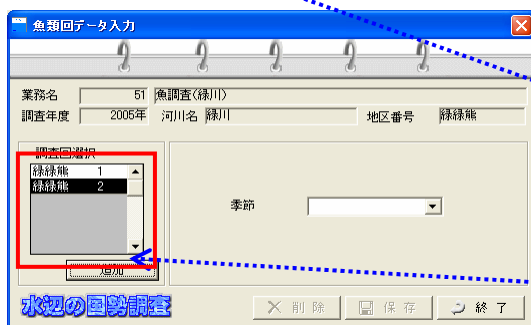 魚類回データ入力
業務名 51 魚調査(緑川)
調査年度 2005年 河川名 緑川 地区番号 緑緑熊
調査回選択
緑緑熊 1
緑緑熊 2
季節
追加
水辺の国勢調査
削除 保存 終了